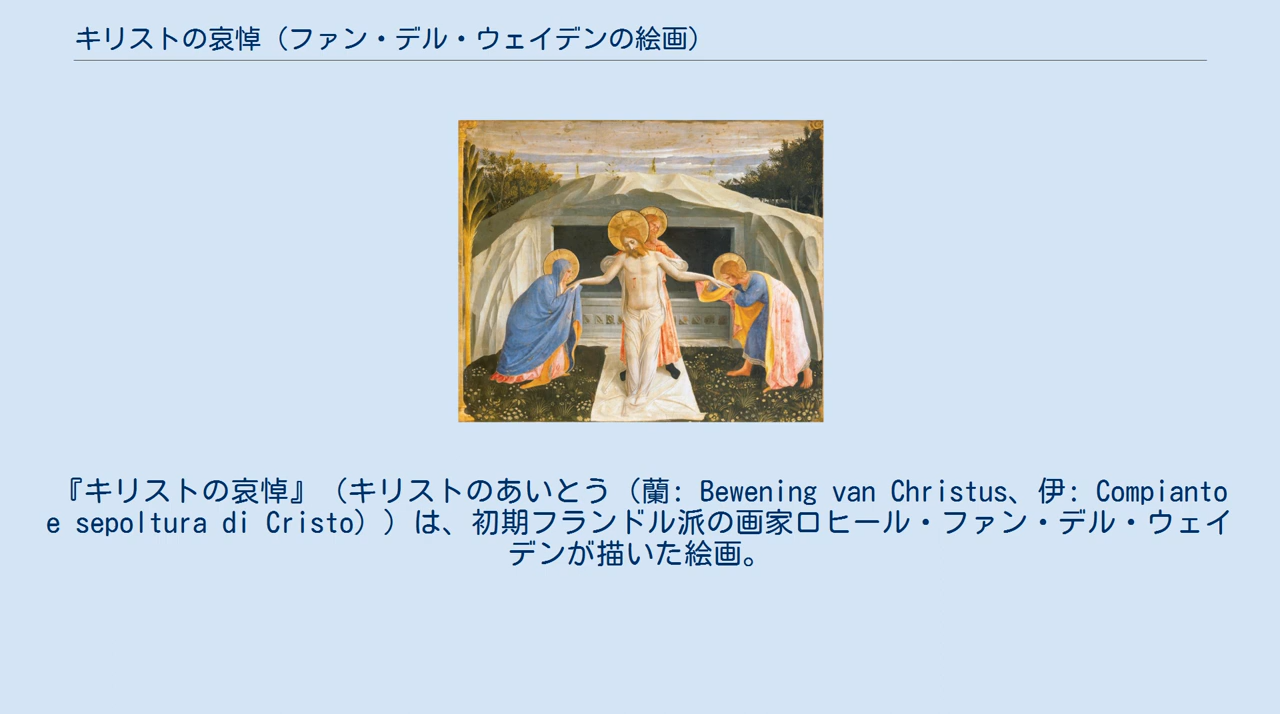 キリストの哀悼（ファン・デル・ウェイデンの絵画）
『キリストの哀悼』（キリストのあいとう（蘭: Bewening van Christus、伊: Compianto
e sepoltura di Cristo））は、初期フランドル派の画家ロヒール・ファン・デル・ウェイ
デンが描いた絵画。